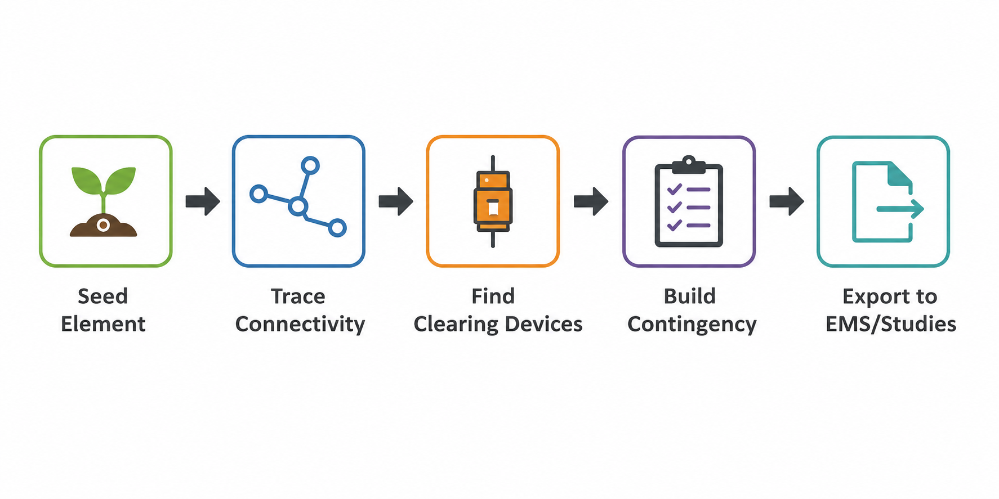 Seed
Element
Trace
Connectivity
Find
Clearing Devices
Build
Contingency
Export to
EMS/Studies